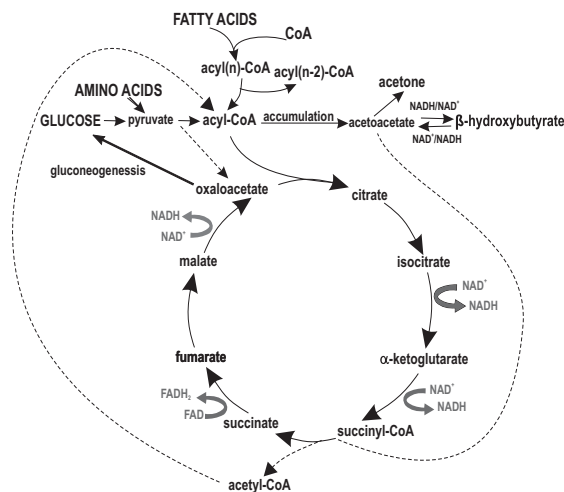 FATTY ACIDS
CoA
acyl(n)-CoA
acyl(n-2)-CoA
acetone
AMINO ACIDS
NADH/NAD⁺
GLUCOSE
pyruvate
acyl-CoA
accumulation
acetoacetate
β-hydroxybutyrate
NAD⁺/NADH
gluconeogenessis
oxaloacetate
citrate
NADH
NAD⁺
malate
isocitrate
NAD⁺
NADH
fumarate
α-ketoglutarate
FADH₂
FAD
NAD⁺
NADH
succinate
succinyl-CoA
acetyl-CoA